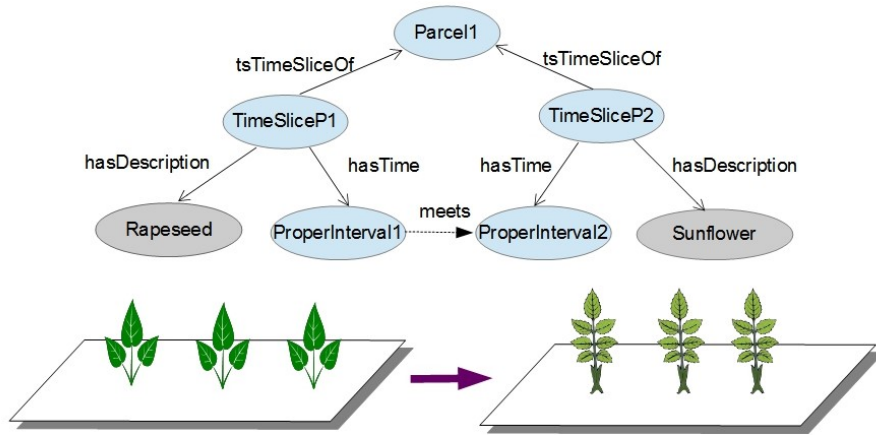 Parcel1
tsTimeSliceOf
tsTimeSliceOf
TimeSliceP1
TimeSliceP2
hasDescription
hasTime
hasTime
hasDescription
Rapeseed
ProperInterval1
meets
ProperInterval2
Sunflower